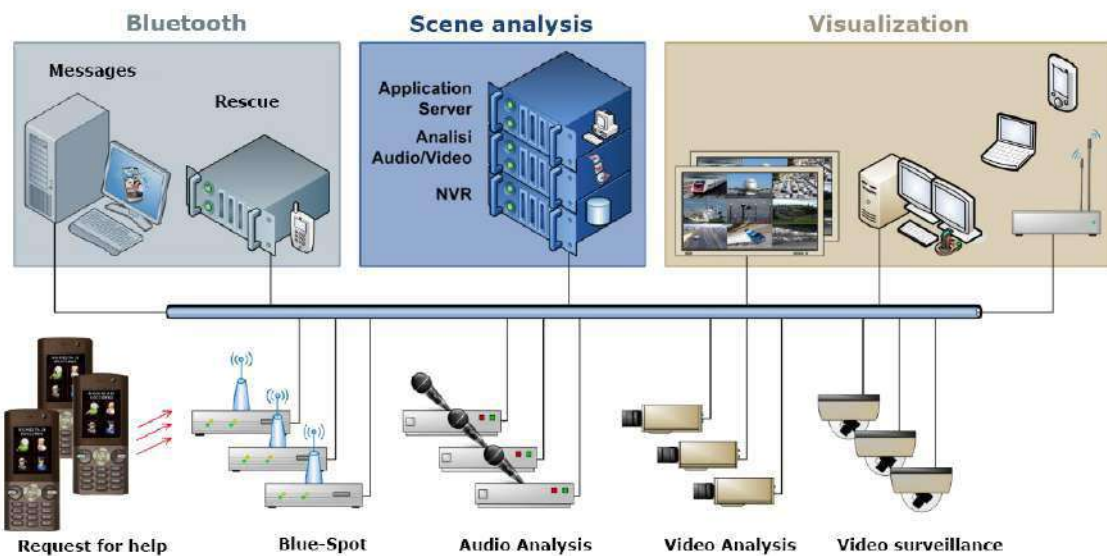 Bluetooth
Scene analysis
Visualization
Messages
Rescue
Application
Server
Analisi
Audio/Video
NVR
Request for help
Blue-Spot
Audio Analysis
Video Analysis
Video surveillance